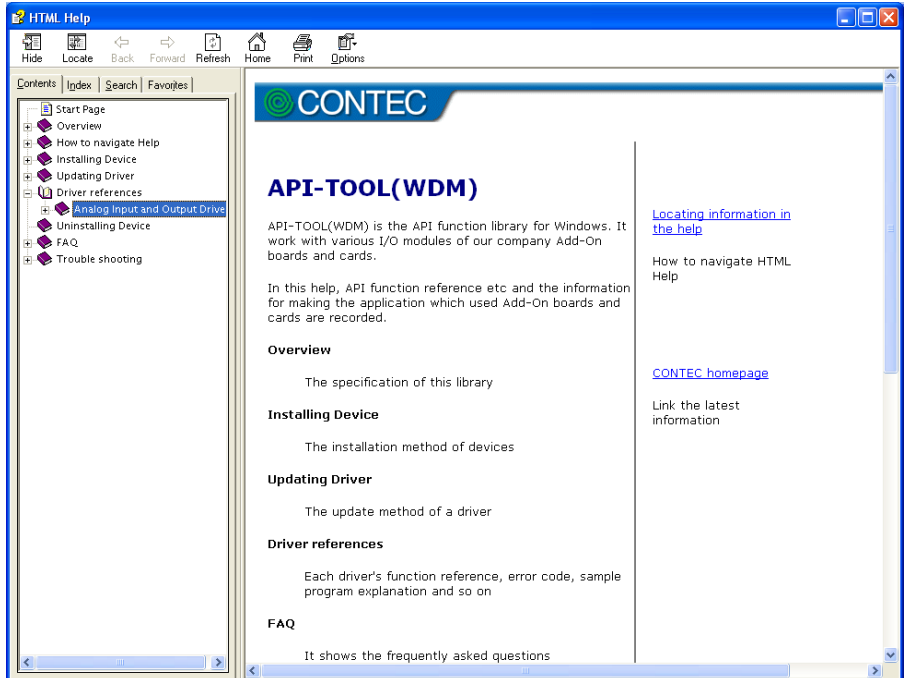 HTML Help
Hide Locate Back Forward Refresh Home Print Options
Contents Index Search Favorites
Start Page
Overview
How to navigate Help
Installing Device
Updating Driver
Driver references
Analog Input and Output Drive
Uninstalling Device
FAQ
Trouble shooting
CONTEC
API-TOOL(WDM)
API-TOOL(WDM) is the API function library for Windows. It
work with various I/O modules of our company Add-On
boards and cards.
In this help, API function reference etc and the information
for making the application which used Add-On boards and
cards are recorded.
Overview
The specification of this library
Installing Device
The installation method of devices
Updating Driver
The update method of a driver
Driver references
Each driver's function reference, error code, sample
program explanation and so on
FAQ
It shows the frequently asked questions
Locating information in
the help
How to navigate HTML
Help
CONTEC homepage
Link the latest
information